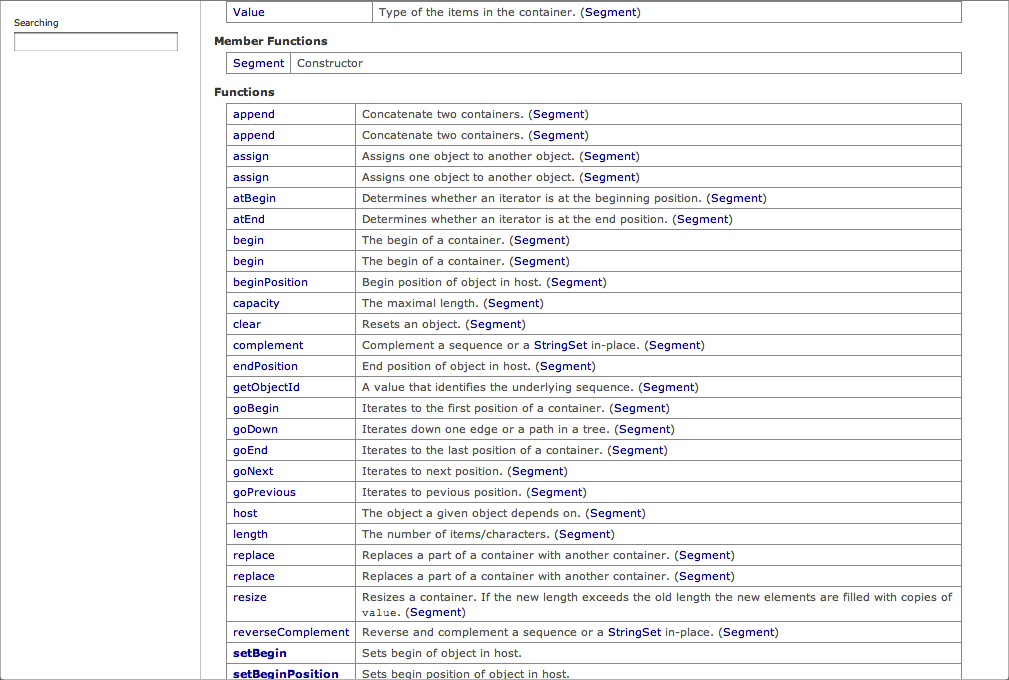 Searching
Value Type of the items in the container. (Segment)
Member Functions
Segment Constructor
Functions
append Concatenate two containers. (Segment)
append Concatenate two containers. (Segment)
assign Assigns one object to another object. (Segment)
assign Assigns one object to another object. (Segment)
atBegin Determines whether an iterator is at the beginning position. (Segment)
atEnd Determines whether an iterator is at the end position. (Segment)
begin The begin of a container. (Segment)
begin The begin of a container. (Segment)
beginPosition Begin position of object in host. (Segment)
capacity The maximal length. (Segment)
clear Resets an object. (Segment)
complement Complement a sequence or a StringSet in-place. (Segment)
endPosition End position of object in host. (Segment)
getObjectId A value that identifies the underlying sequence. (Segment)
goBegin Iterates to the first position of a container. (Segment)
goDown Iterates down one edge or a path in a tree. (Segment)
goEnd Iterates to the last position of a container. (Segment)
goNext Iterates to next position. (Segment)
goPrevious Iterates to pevious position. (Segment)
host The object a given object depends on. (Segment)
length The number of items/characters. (Segment)
replace Replaces a part of a container with another container. (Segment)
replace Replaces a part of a container with another container. (Segment)
resize Resizes a container. If the new length exceeds the old length the new elements are filled with copies of
value. (Segment)
reverseComplement Reverse and complement a sequence or a StringSet in-place. (Segment)
setBegin Sets begin of object in host.
setBeginPosition Sets begin position of object in host.